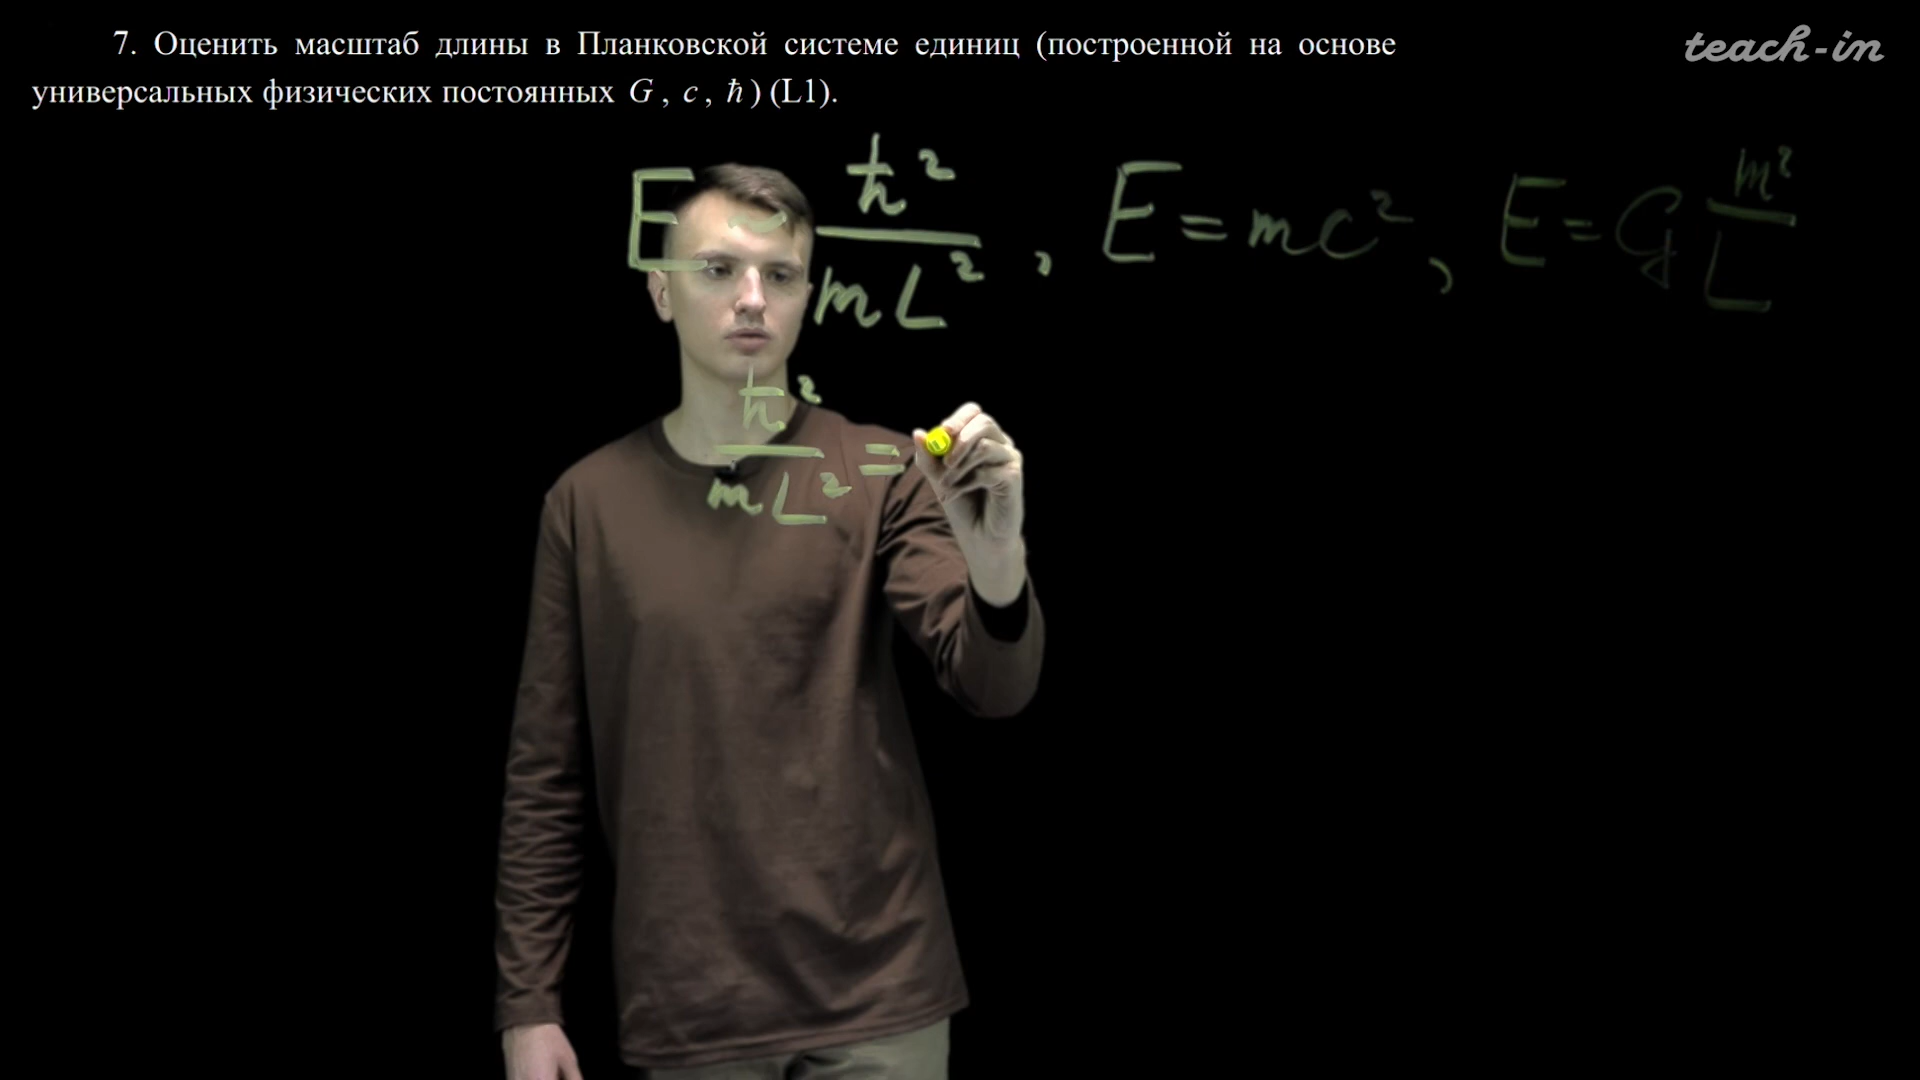 7. Оценить масштаб длины в Планковской системе единиц (построенной на основе
универсальных физических постоянных G, c, ħ) (L1).
teach-in
E ~ ħ²/mL², E = mc², E = G m²/L
ħ²/mL² =